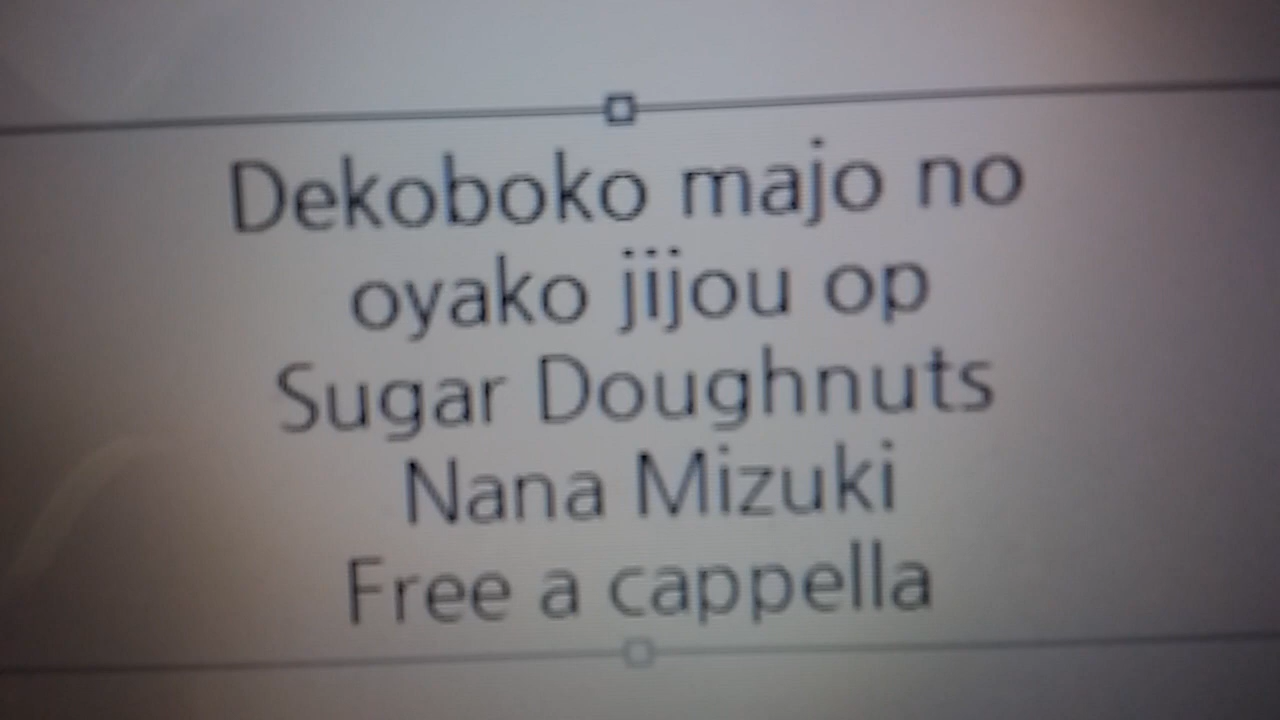 Dekoboko majo no
oyako jijou op
Sugar Doughnuts
Nana Mizuki
Free a cappella